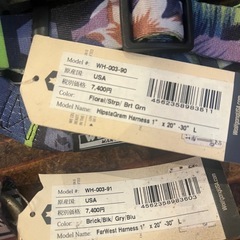 Model #: WH-003-90
原産国 USA
税別価格 7,400円
Color: Floral/Strp/ Brt Grn
Model Name: HipstaGram Harness 1" x 20" -30" L
4562358983811
Model #: WH-003-91
原産国 USA
税別価格 7,400円
Color: Brick/Blk/ Gry/Blu
Model Name: FarWest Harness 1" x 20" -30" L
4562358983603